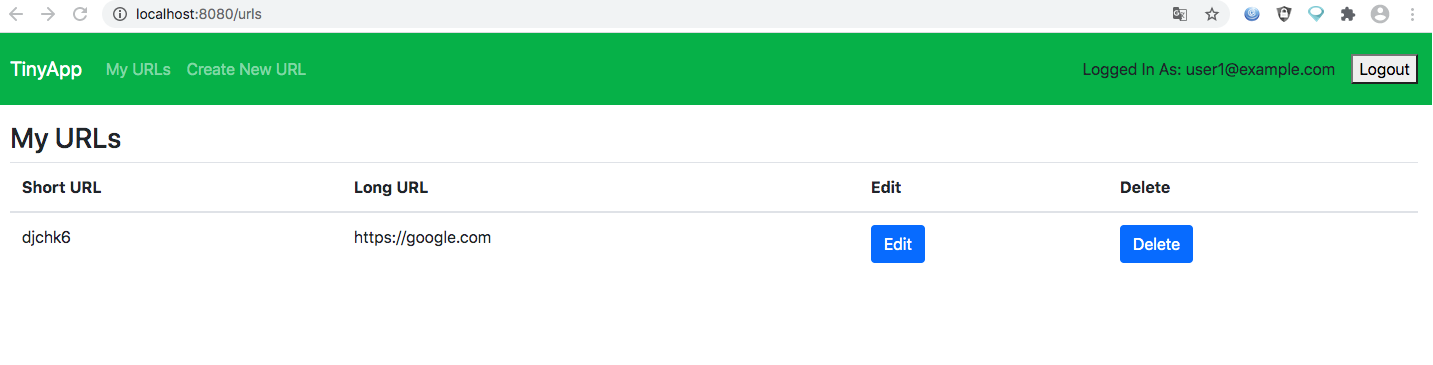 localhost:8080/urls
TinyApp My URLs Create New URL Logged In As: user1@example.com Logout
My URLs
Short URL Long URL Edit Delete
djchk6 https://google.com Edit Delete